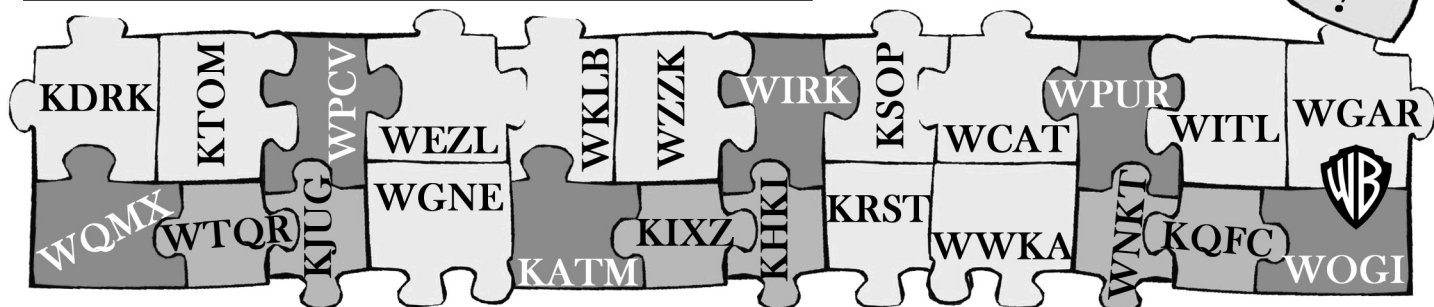 ?
KDRK KTOM WPCV WEZL WKLB WZZK WIRK KSOP WCAT WPUR WITL WGAR
WQMX WTQR KJUG WGNE KATM KIXZ KHKI KRST WWKA WNKT KQFC WOGI
WB